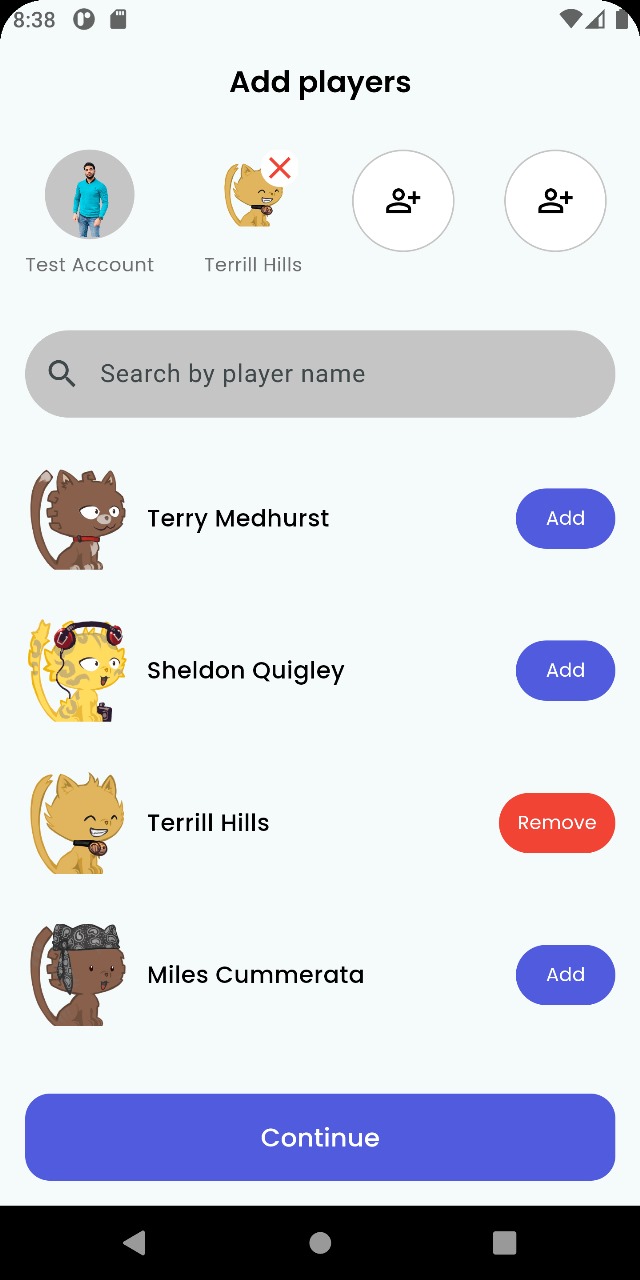 8:38
Add players
Test Account
Terrill Hills
Search by player name
Terry Medhurst
Add
Sheldon Quigley
Add
Terrill Hills
Remove
Miles Cummerata
Add
Continue